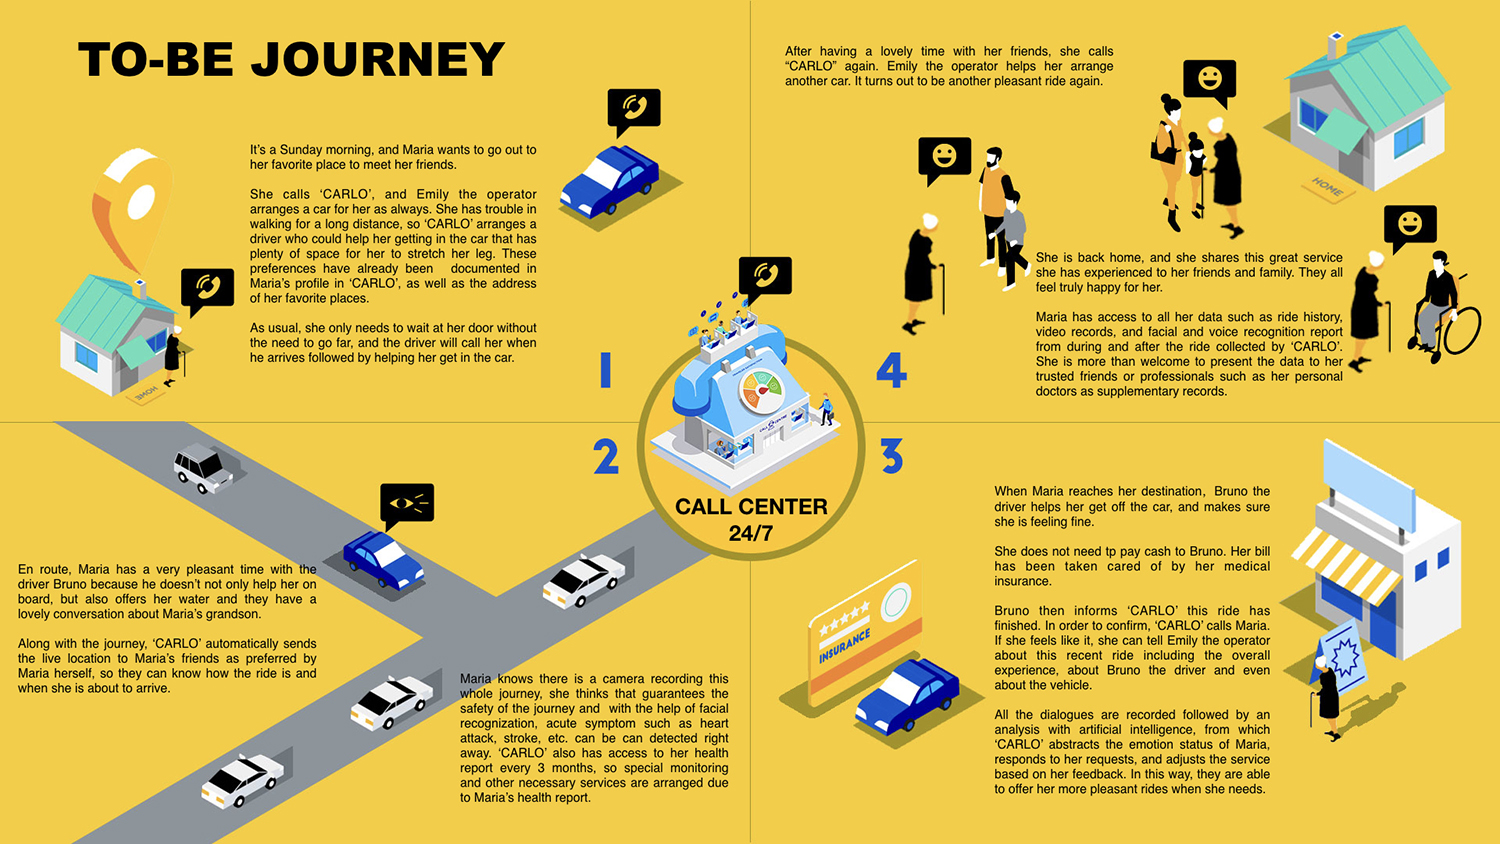 TO-BE JOURNEY
It's a Sunday morning, and Maria wants to go out to
her favorite place to meet her friends.
She calls ‘CARLO’, and Emily the operator
arranges a car for her as always. She has trouble in
walking for a long distance, so ‘CARLO’ arranges a
driver who could help her getting in the car that has
plenty of space for her to stretch her leg. These
preferences have already been documented in
Maria’s profile in ‘CARLO’, as well as the address
of her favorite places.
As usual, she only needs to wait at her door without
the need to go far, and the driver will call her when
he arrives followed by helping her get in the car.
HOME
1
2
En route, Maria has a very pleasant time with the
driver Bruno because he doesn’t not only help her on
board, but also offers her water and they have a
lovely conversation about Maria’s grandson.
Along with the journey, ‘CARLO’ automatically sends
the live location to Maria’s friends as preferred by
Maria herself, so they can know how the ride is and
when she is about to arrive.
Maria knows there is a camera recording this
whole journey, she thinks that guarantees the
safety of the journey and with the help of facial
recognization, acute symptom such as heart
attack, stroke, etc. can be can detected right
away. ‘CARLO’ also has access to her health
report every 3 months, so special monitoring
and other necessary services are arranged due
to Maria’s health report.
CALL CENTRE
CALL CENTER
24/7
3
When Maria reaches her destination, Bruno the
driver helps her get off the car, and makes sure
she is feeling fine.
She does not need tp pay cash to Bruno. Her bill
has been taken cared of by her medical
insurance.
Bruno then informs ‘CARLO’ this ride has
finished. In order to confirm, ‘CARLO’ calls Maria.
If she feels like it, she can tell Emily the operator
about this recent ride including the overall
experience, about Bruno the driver and even
about the vehicle.
All the dialogues are recorded followed by an
analysis with artificial intelligence, from which
‘CARLO’ abstracts the emotion status of Maria,
responds to her requests, and adjusts the service
based on her feedback. In this way, they are able
to offer her more pleasant rides when she needs.
INSURANCE
4
After having a lovely time with her friends, she calls
“CARLO” again. Emily the operator helps her arrange
another car. It turns out to be another pleasant ride again.
HOME
She is back home, and she shares this great service
she has experienced to her friends and family. They all
feel truly happy for her.
Maria has access to all her data such as ride history,
video records, and facial and voice recognition report
from during and after the ride collected by ‘CARLO’.
She is more than welcome to present the data to her
trusted friends or professionals such as her personal
doctors as supplementary records.